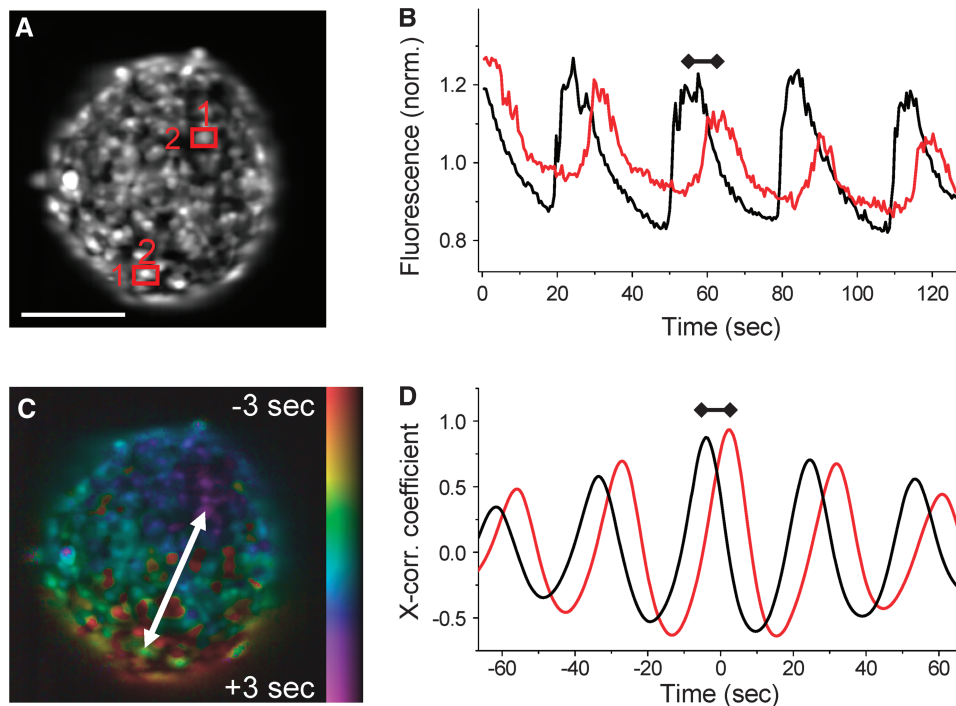 A
1
2
2
1
B
Fluorescence (norm.)
1.2
1.0
0.8
0 20 40 60 80 100 120
Time (sec)
C
-3 sec
+3 sec
D
X-corr. coefficient
1.0
0.5
0.0
-0.5
-60 -40 -20 0 20 40 60
Time (sec)